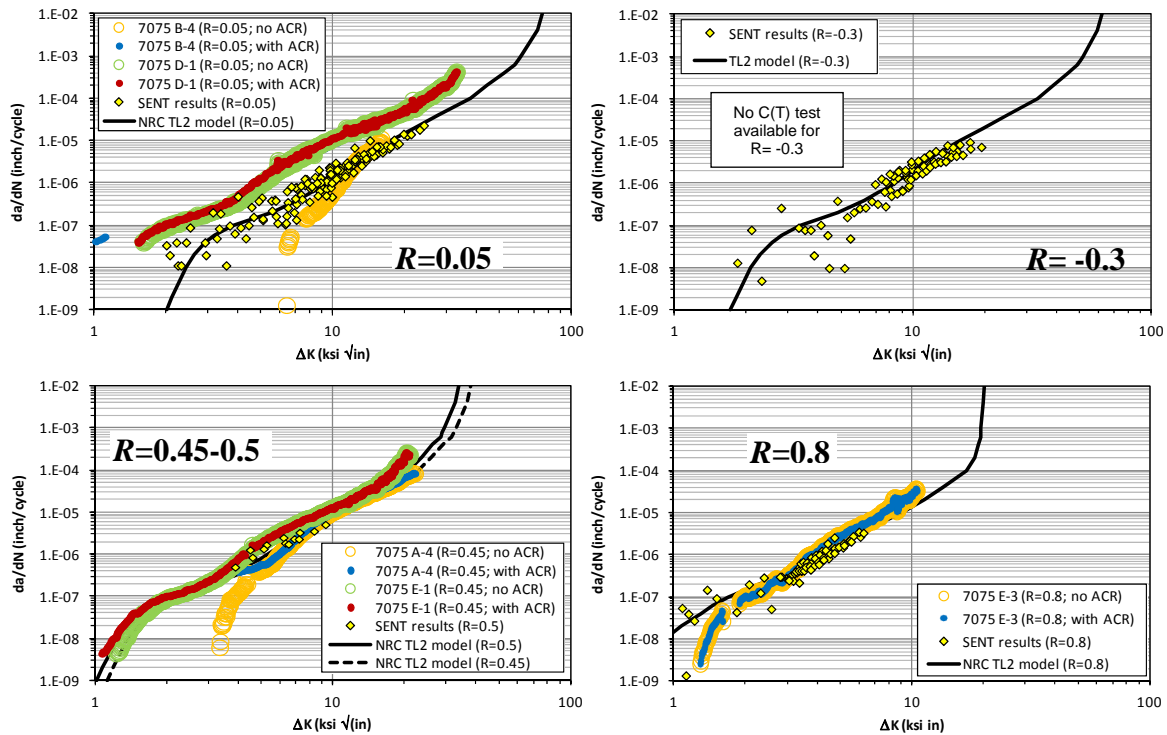 7075 B-4 (R=0.05; no ACR)
7075 B-4 (R=0.05; with ACR)
7075 D-1 (R=0.05; no ACR)
7075 D-1 (R=0.05; with ACR)
SENT results (R=0.05)
NRC TL2 model (R=0.05)
R=0.05
da/dN (inch/cycle)
1.E-02
1.E-03
1.E-04
1.E-05
1.E-06
1.E-07
1.E-08
1.E-09
1
10
100
ΔK (ksi √in)
SENT results (R=-0.3)
TL2 model (R=-0.3)
No C(T) test
available for
R= -0.3
R= -0.3
da/dN (inch/cycle)
1.E-02
1.E-03
1.E-04
1.E-05
1.E-06
1.E-07
1.E-08
1.E-09
1
10
100
ΔK (ksi √(in)
R=0.45-0.5
7075 A-4 (R=0.45; no ACR)
7075 A-4 (R=0.45; with ACR)
7075 E-1 (R=0.45; no ACR)
7075 E-1 (R=0.45; with ACR)
SENT results (R=0.5)
NRC TL2 model (R=0.5)
NRC TL2 model (R=0.45)
da/dN (inch/cycle)
1.E-02
1.E-03
1.E-04
1.E-05
1.E-06
1.E-07
1.E-08
1.E-09
1
10
100
ΔK (ksi √(in)
R=0.8
7075 E-3 (R=0.8; no ACR)
7075 E-3 (R=0.8; with ACR)
SENT results (R=0.8)
NRC TL2 model (R=0.8)
da/dN (inch/cycle)
1.E-02
1.E-03
1.E-04
1.E-05
1.E-06
1.E-07
1.E-08
1.E-09
1
10
100
ΔK (ksi in)